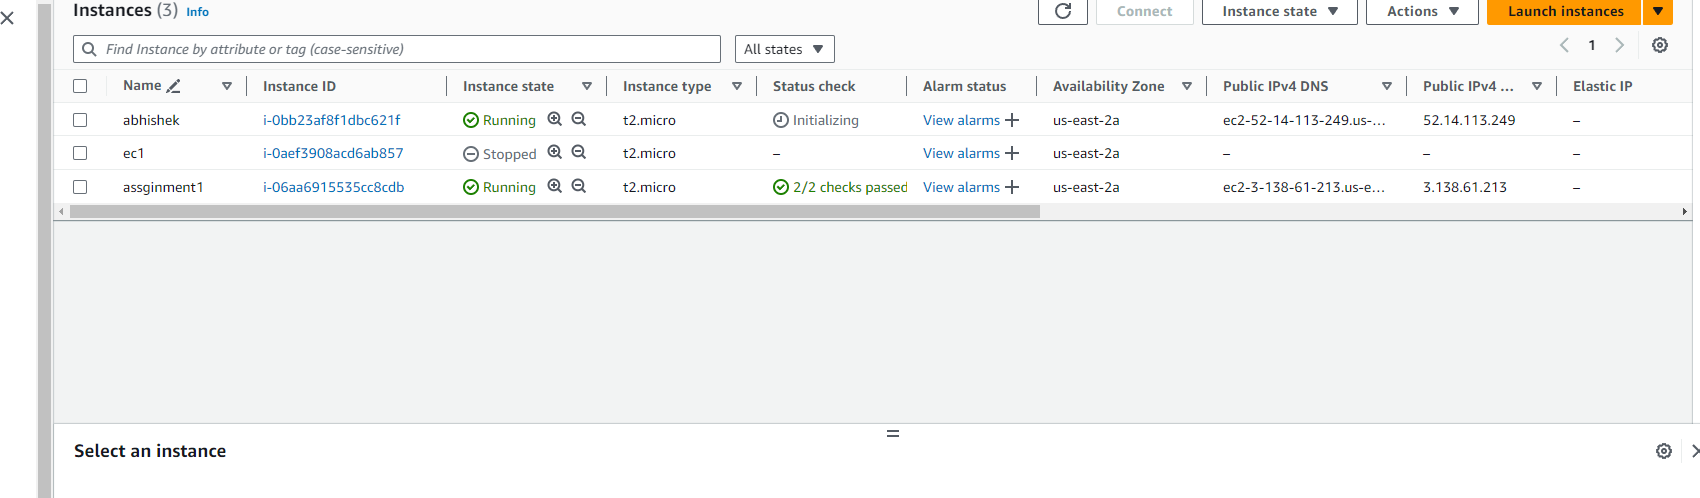 Instances (3) Info
Connect Instance state Actions Launch instances
Find Instance by attribute or tag (case-sensitive) All states 1
Name Instance ID Instance state Instance type Status check Alarm status Availability Zone Public IPv4 DNS Public IPv4 ... Elastic IP
abhishek i-0bb23af8f1dbc621f Running t2.micro Initializing View alarms + us-east-2a ec2-52-14-113-249.us-... 52.14.113.249 –
ec1 i-0aef3908acd6ab857 Stopped t2.micro – View alarms + us-east-2a – – –
assginment1 i-06aa6915535cc8cdb Running t2.micro 2/2 checks passed View alarms + us-east-2a ec2-3-138-61-213.us-e... 3.138.61.213 –
Select an instance